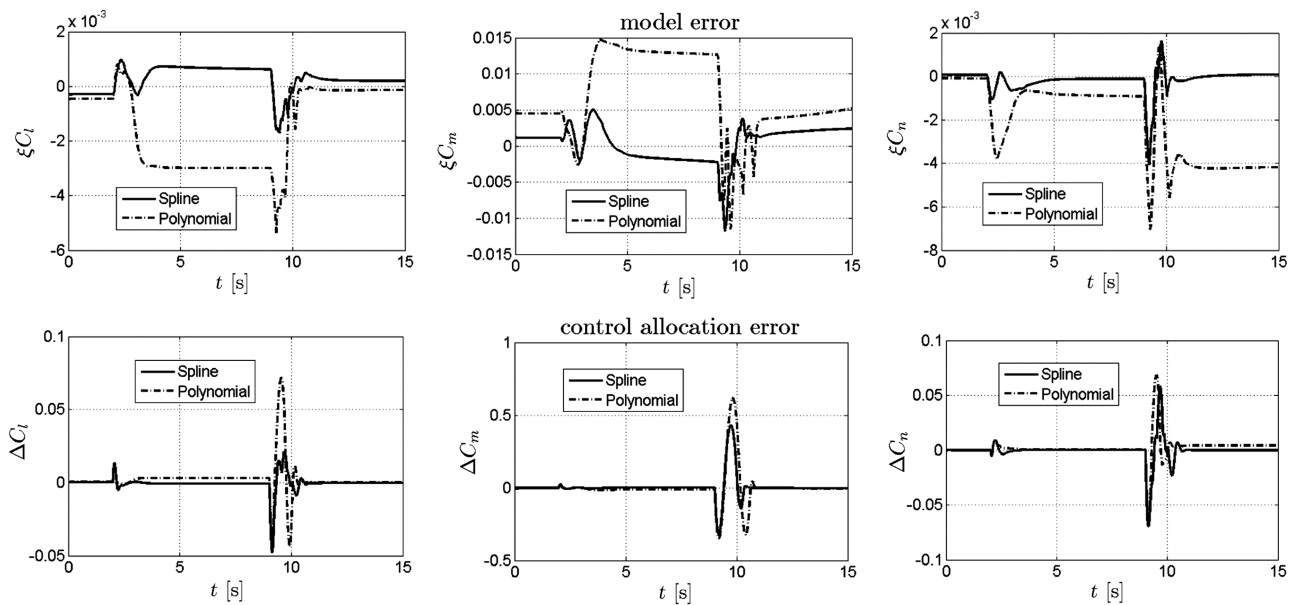 model error
× 10⁻³
2
0
-2
-4
-6
ξC_l
Spline
Polynomial
0
5
10
15
t [s]
0.015
0.01
0.005
0
-0.005
-0.01
-0.015
ξC_m
Spline
Polynomial
0
5
10
15
t [s]
× 10⁻³
2
0
-2
-4
-6
-8
ξC_n
Spline
Polynomial
0
5
10
15
t [s]
control allocation error
0.1
0.05
0
-0.05
ΔC_l
Spline
Polynomial
0
5
10
15
t [s]
1
0.5
0
-0.5
ΔC_m
Spline
Polynomial
0
5
10
15
t [s]
0.1
0.05
0
-0.05
-0.1
ΔC_n
Spline
Polynomial
0
5
10
15
t [s]